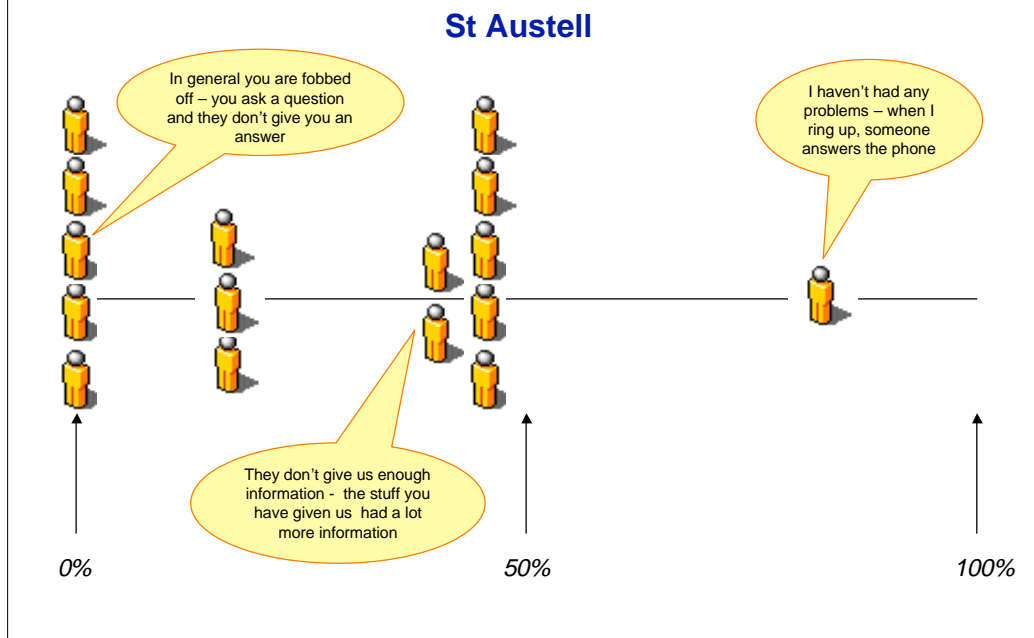 St Austell
In general you are fobbed
off – you ask a question
and they don't give you an
answer
I haven't had any
problems – when I
ring up, someone
answers the phone
They don't give us enough
information -  the stuff you
have given us  had a lot
more information
0%
50%
100%